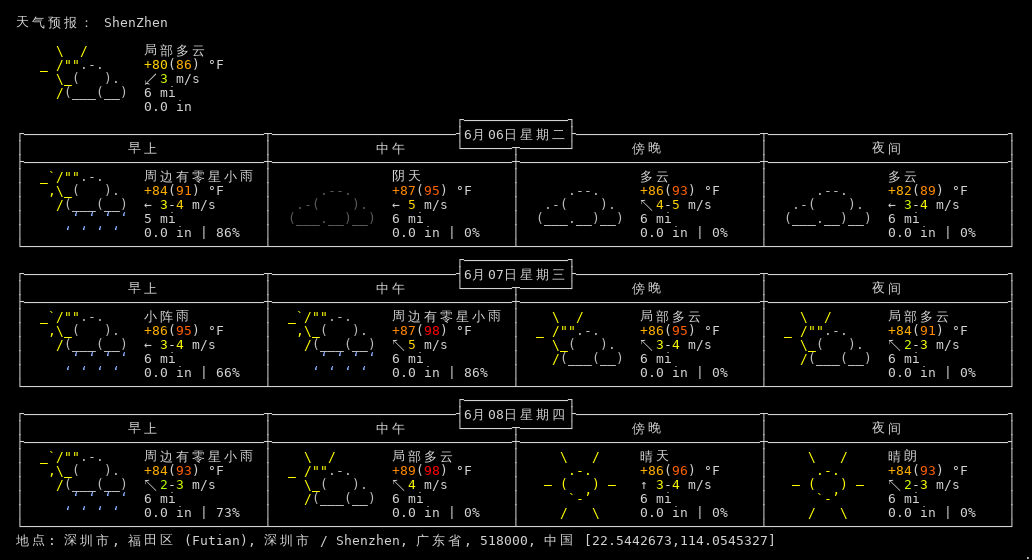 天气预报： ShenZhen
局部多云
+80(86) °F
↙ 3 m/s
6 mi
0.0 in
6月06日星期二
早上 中午 傍晚 夜间
周边有零星小雨 阴天 多云 多云
+84(91) °F +87(95) °F +86(93) °F +82(89) °F
← 3-4 m/s ← 5 m/s ↖ 4-5 m/s ← 3-4 m/s
5 mi 6 mi 6 mi 6 mi
0.0 in | 86% 0.0 in | 0% 0.0 in | 0% 0.0 in | 0%
6月07日星期三
早上 中午 傍晚 夜间
小阵雨 周边有零星小雨 局部多云 局部多云
+86(95) °F +87(98) °F +86(95) °F +84(91) °F
← 3-4 m/s ↖ 5 m/s ↖ 3-4 m/s ↖ 2-3 m/s
6 mi 6 mi 6 mi 6 mi
0.0 in | 66% 0.0 in | 86% 0.0 in | 0% 0.0 in | 0%
6月08日星期四
早上 中午 傍晚 夜间
周边有零星小雨 局部多云 晴天 晴朗
+84(93) °F +89(98) °F +86(96) °F +84(93) °F
↖ 2-3 m/s ↖ 4 m/s ↑ 3-4 m/s ↖ 2-3 m/s
6 mi 6 mi 6 mi 6 mi
0.0 in | 73% 0.0 in | 0% 0.0 in | 0% 0.0 in | 0%
地点: 深圳市, 福田区 (Futian), 深圳市 / Shenzhen, 广东省, 518000, 中国 [22.5442673,114.0545327]